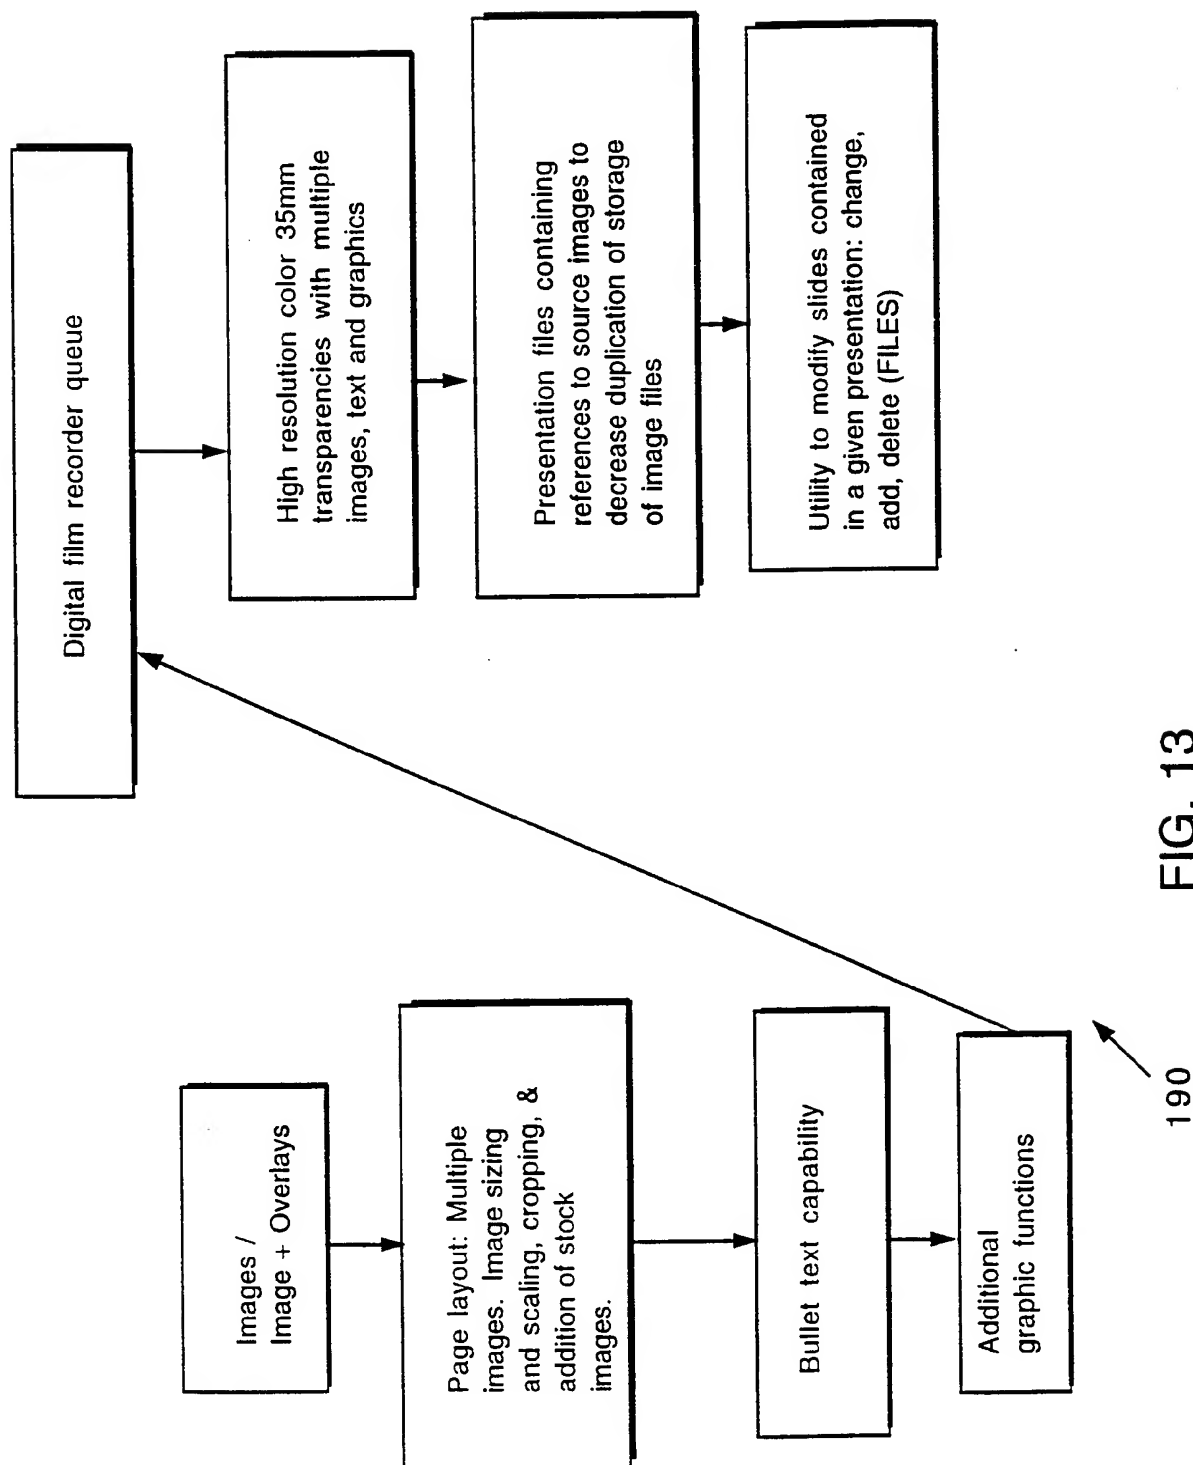 Images /
Image + Overlays
Page layout: Multiple
images. Image sizing
and scaling, cropping, &
addition of stock
images.
Bullet text capability
Additional
graphic functions
Digital film recorder queue
High resolution color 35mm
transparencies with multiple
images, text and graphics
Presentation files containing
references to source images to
decrease duplication of storage
of image files
Utility to modify slides contained
in a given presentation: change,
add, delete (FILES)
190
FIG. 13